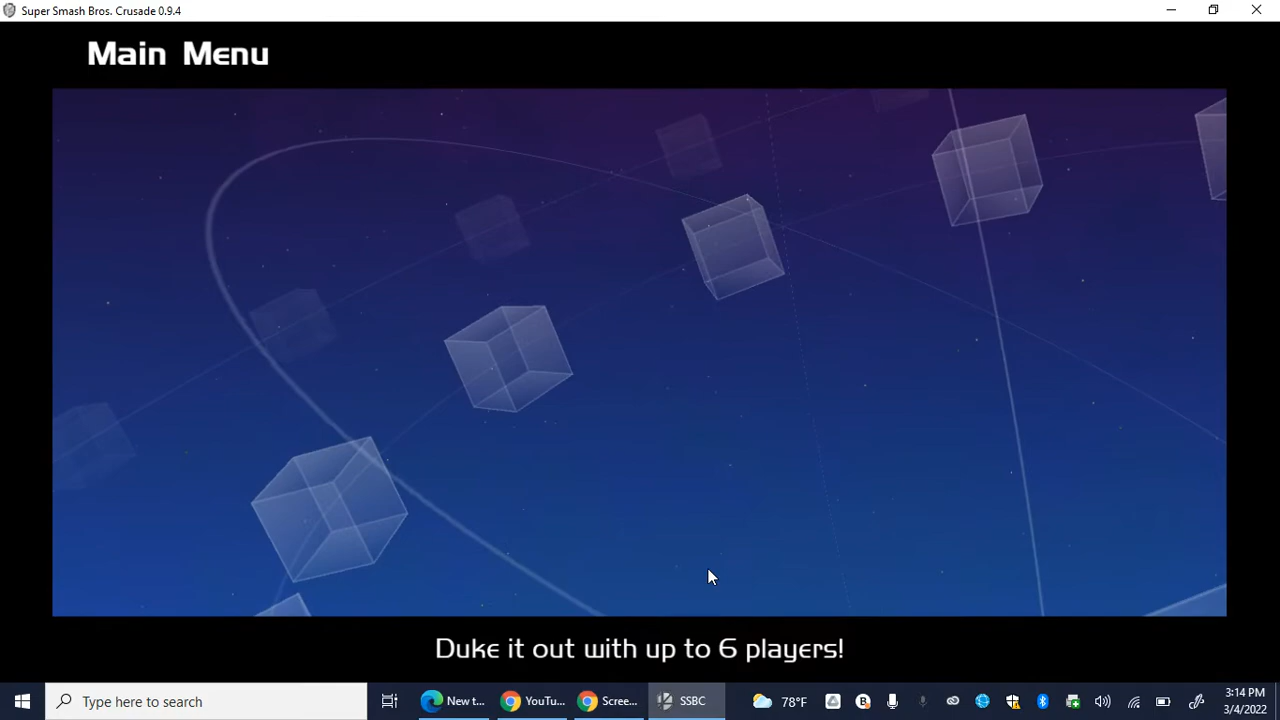 Super Smash Bros. Crusade 0.9.4
Main Menu
Duke it out with up to 6 players!
Type here to search
New t...
YouTu...
Scree...
SSBC
78°F
3:14 PM
3/4/2022